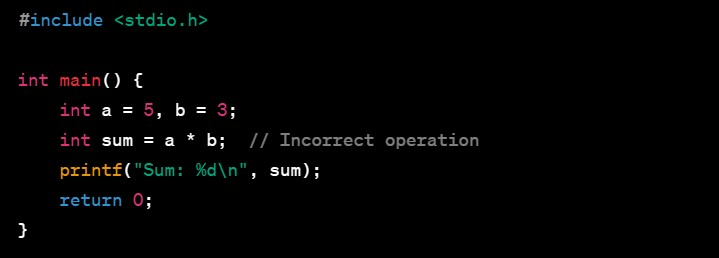 #include <stdio.h>

int main() {
    int a = 5, b = 3;
    int sum = a * b;  // Incorrect operation
    printf("Sum: %d\n", sum);
    return 0;
}